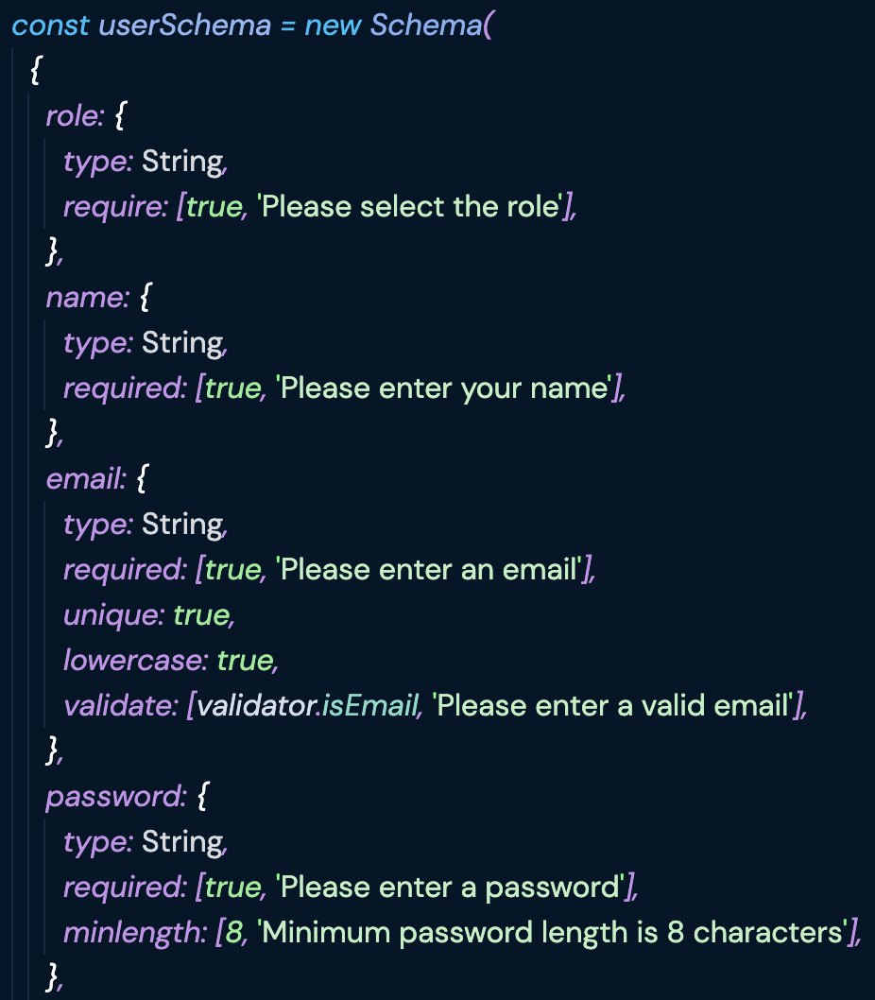 const userSchema = new Schema(
{
role: {
type: String,
require: [true, 'Please select the role'],
},
name: {
type: String,
required: [true, 'Please enter your name'],
},
email: {
type: String,
required: [true, 'Please enter an email'],
unique: true,
lowercase: true,
validate: [validator.isEmail, 'Please enter a valid email'],
},
password: {
type: String,
required: [true, 'Please enter a password'],
minlength: [8, 'Minimum password length is 8 characters'],
},